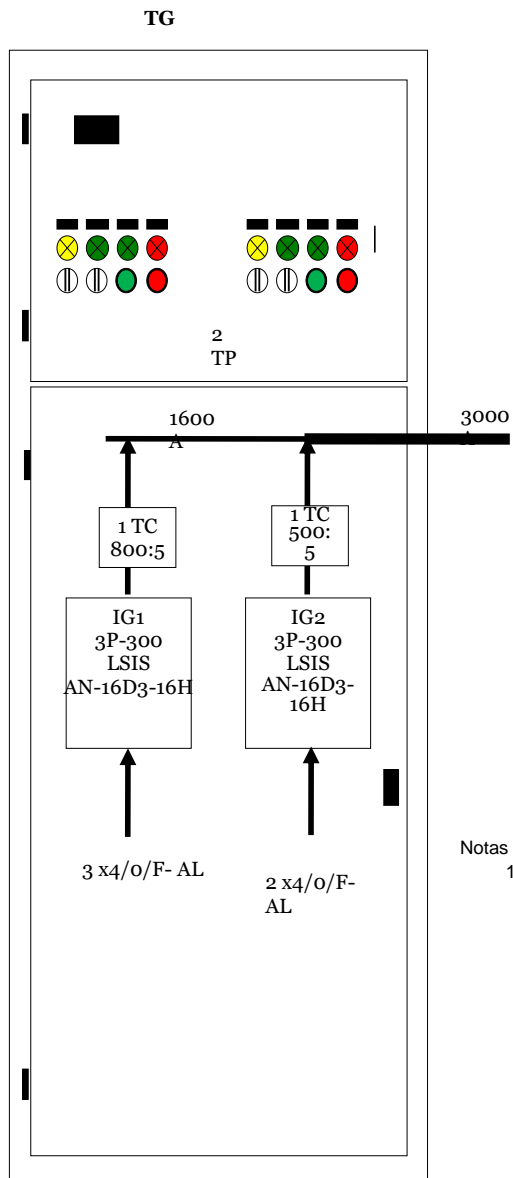 TG
2
TP
1600
A
3000
1 TC
800:5
1 TC
500:
5
IG1
3P-300
LSIS
AN-16D3-16H
IG2
3P-300
LSIS
AN-16D3-
16H
3 x4/0/F- AL
2 x4/0/F-
AL
Notas
1